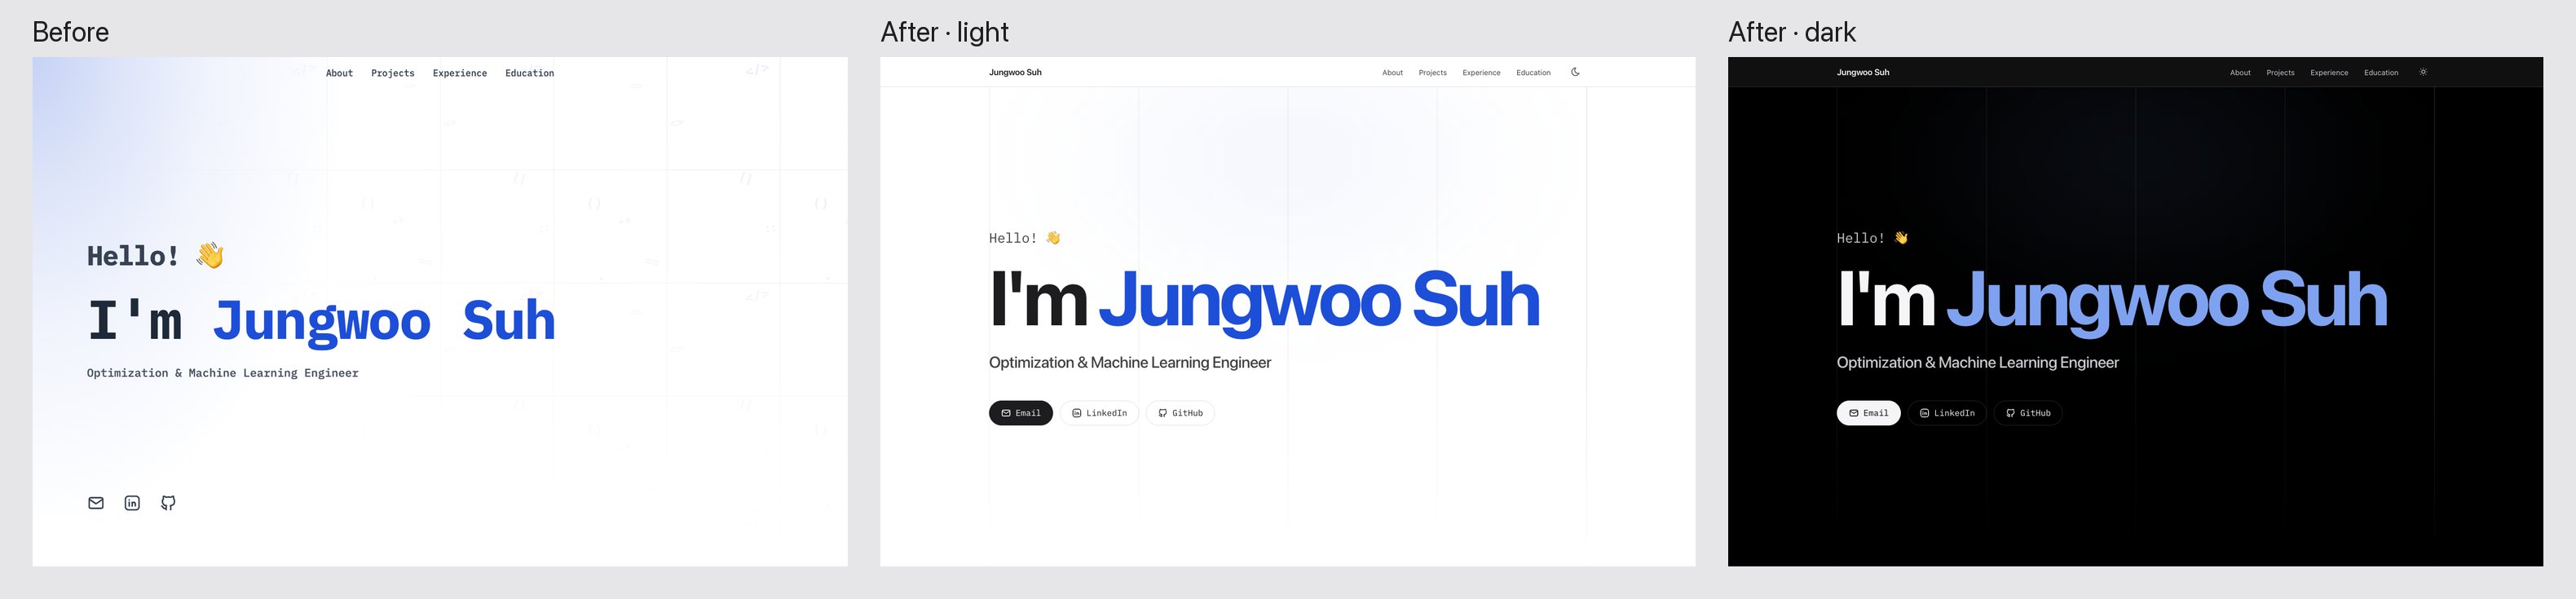 Before
About Projects Experience Education
Hello! 👋
I'm Jungwoo Suh
Optimization & Machine Learning Engineer
After · light
Jungwoo Suh
About Projects Experience Education
Hello! 👋
I'm Jungwoo Suh
Optimization & Machine Learning Engineer
Email
LinkedIn
GitHub
After · dark
Jungwoo Suh
About Projects Experience Education
Hello! 👋
I'm Jungwoo Suh
Optimization & Machine Learning Engineer
Email
LinkedIn
GitHub